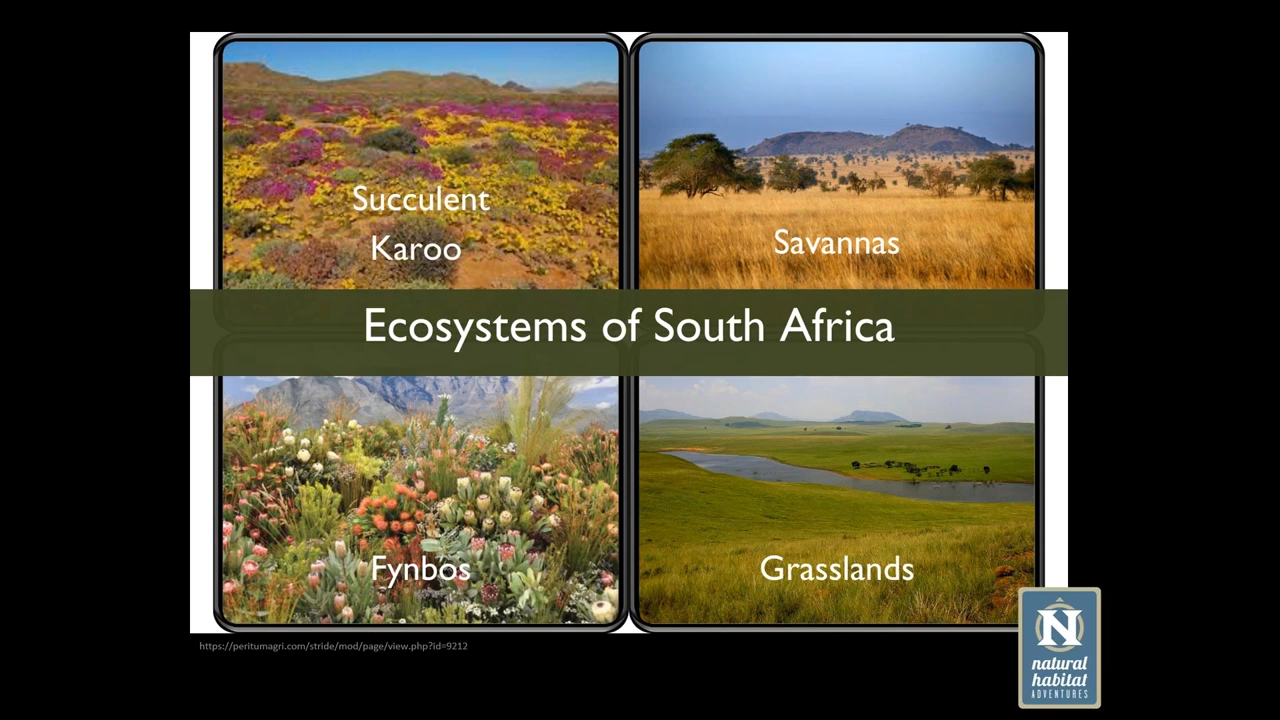 Succulent
Karoo
Savannas
Ecosystems of South Africa
Fynbos
Grasslands
https://peritumagri.com/stride/mod/page/view.php?id=9212
N
natural
habitat
ADVENTURES